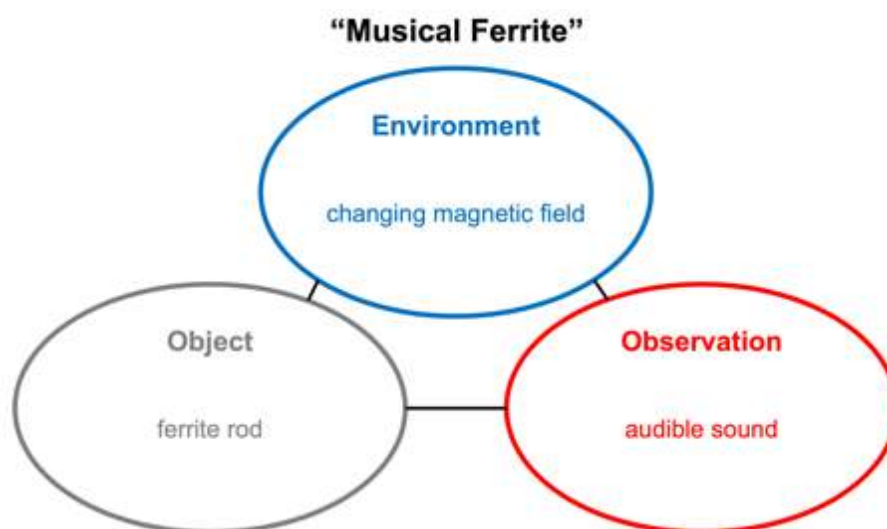 “Musical Ferrite”
Environment
changing magnetic field
Object
ferrite rod
Observation
audible sound